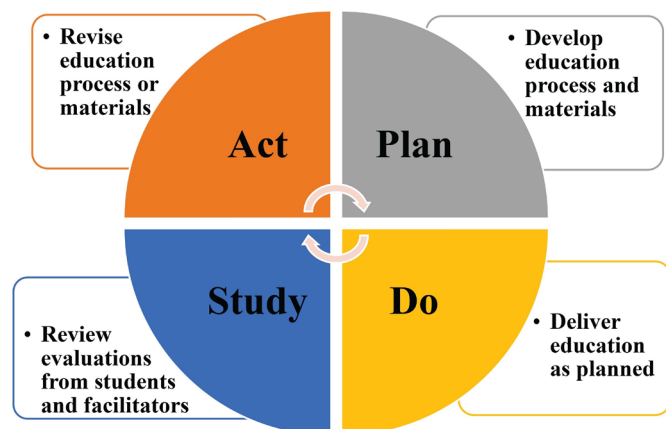 • Revise
education
process or
materials
• Develop
education
process and
materials
Act
Plan
Study
Do
• Review
evaluations
from students
and facilitators
• Deliver
education
as planned